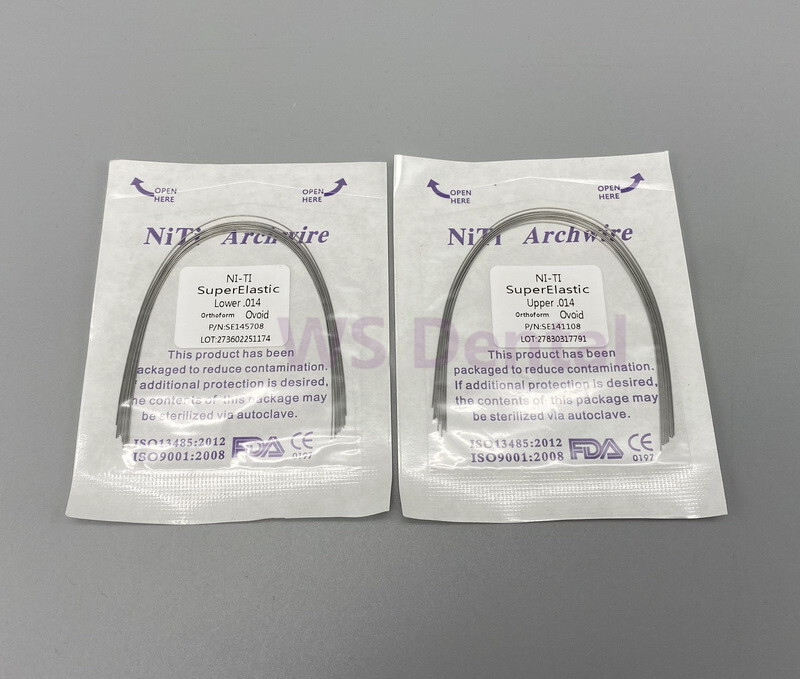 OPEN HERE
OPEN HERE
NiTi Archwire
NI-TI
SuperElastic
Lower .014
Orthoform Ovoid
P/N:SE145708
LOT:273602251174
This product has been
packaged to reduce contamination.
If additional protection is desired,
the contents of this package may
be sterilized via autoclave.
ISO13485:2012
ISO9001:2008
FDA CE
0197
OPEN HERE
OPEN HERE
NiTi Archwire
NI-TI
SuperElastic
Upper .014
Orthoform Ovoid
P/N:SE141108
LOT:27830317791
This product has been
packaged to reduce contamination.
If additional protection is desired,
the contents of this package may
be sterilized via autoclave.
ISO13485:2012
ISO9001:2008
FDA CE
0197
WS Dentel